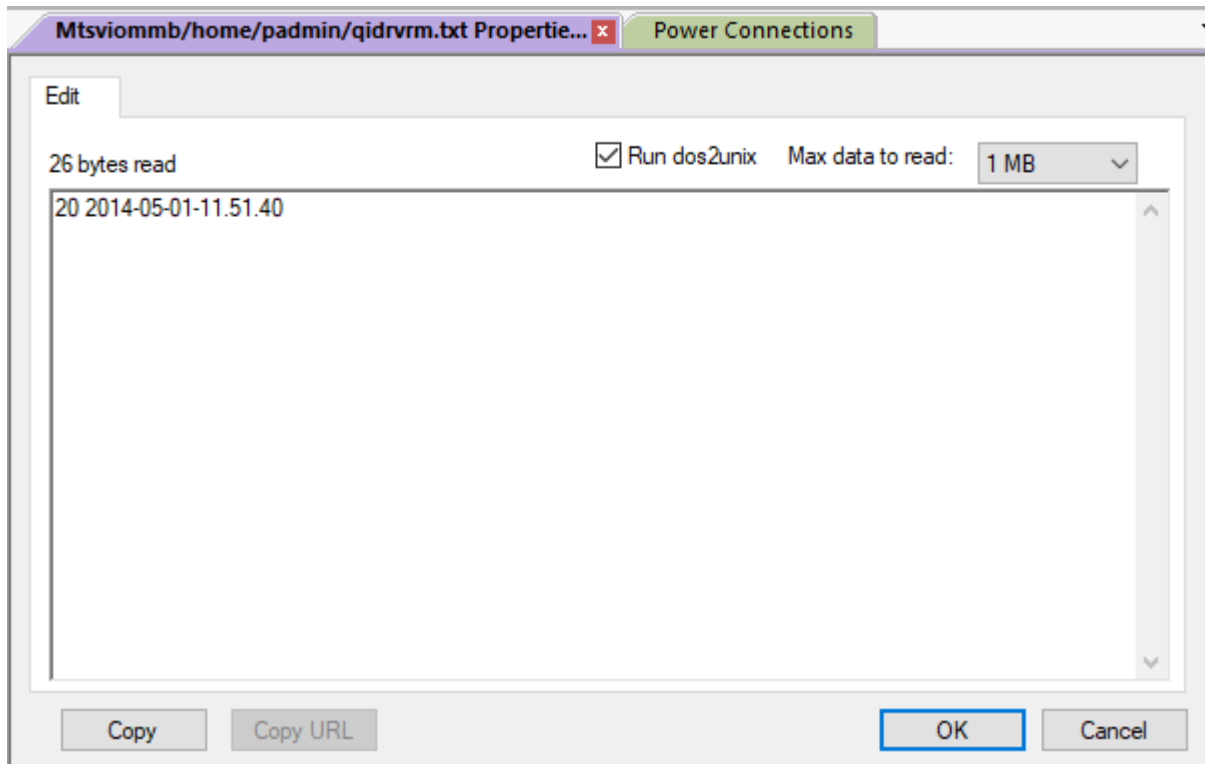 Mtsviommb/home/padmin/qidrvrm.txt Propertie... x Power Connections
Edit
26 bytes read Run dos2unix Max data to read: 1 MB
20 2014-05-01-11.51.40
Copy Copy URL OK Cancel